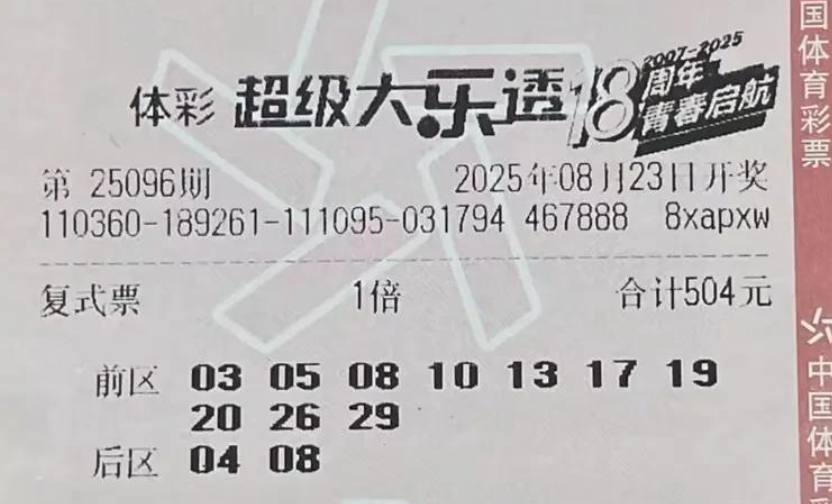 体彩 超级大乐透 18周年 2007-2025
青春启航
第 25096期 2025年08月23日开奖
110360-189261-111095-031794 467888 8xapxw
复式票 1倍 合计504元
前区 03 05 08 10 13 17 19
20 26 29
后区 04 08
国体育彩票
中国体育